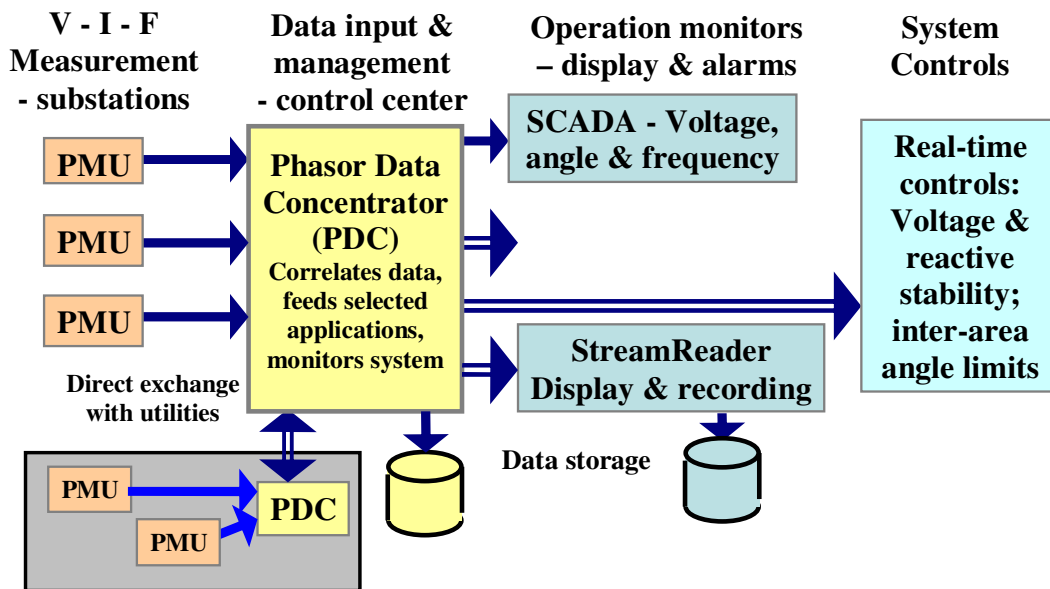 V - I - F
Measurement
- substations
Data input &
management
- control center
Operation monitors
– display & alarms
System
Controls
PMU
PMU
PMU
Phasor Data
Concentrator
(PDC)
Correlates data,
feeds selected
applications,
monitors system
SCADA - Voltage,
angle & frequency
StreamReader
Display & recording
Real-time
controls:
Voltage &
reactive
stability;
inter-area
angle limits
Direct exchange
with utilities
PMU
PMU
PDC
Data storage